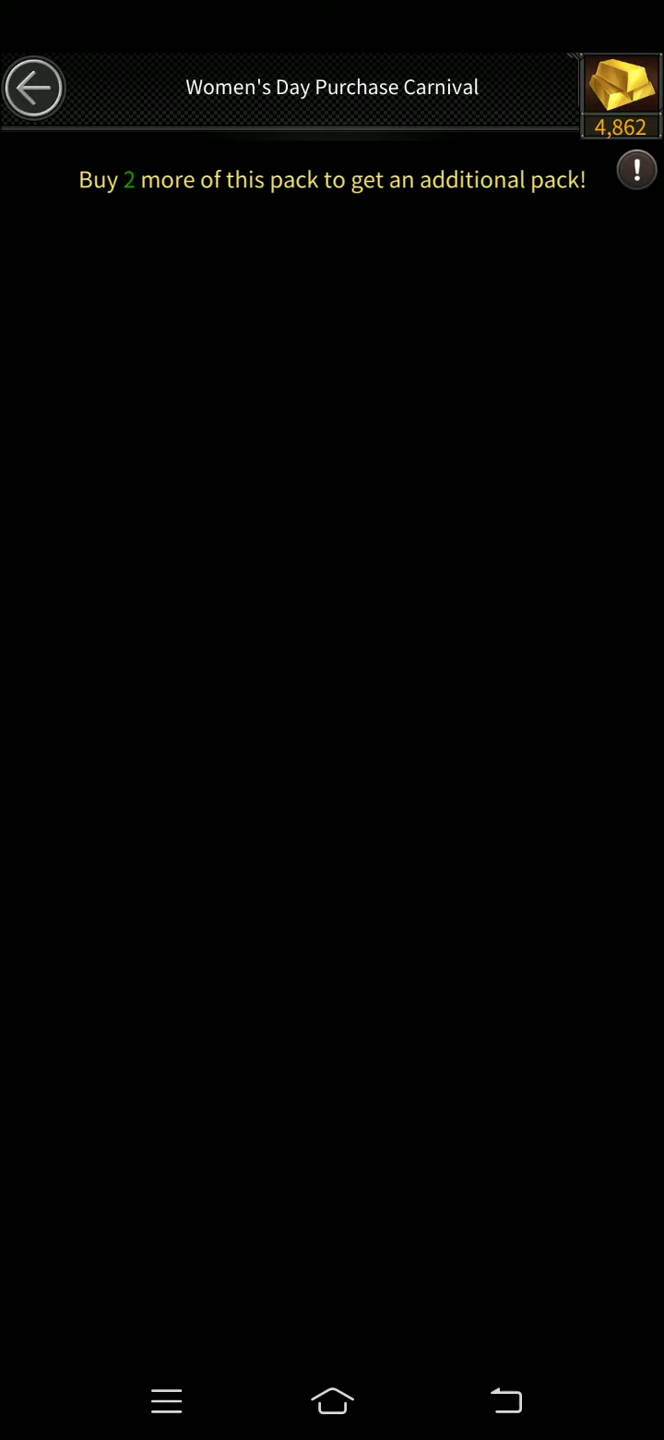 Women's Day Purchase Carnival
4,862
Buy 2 more of this pack to get an additional pack!